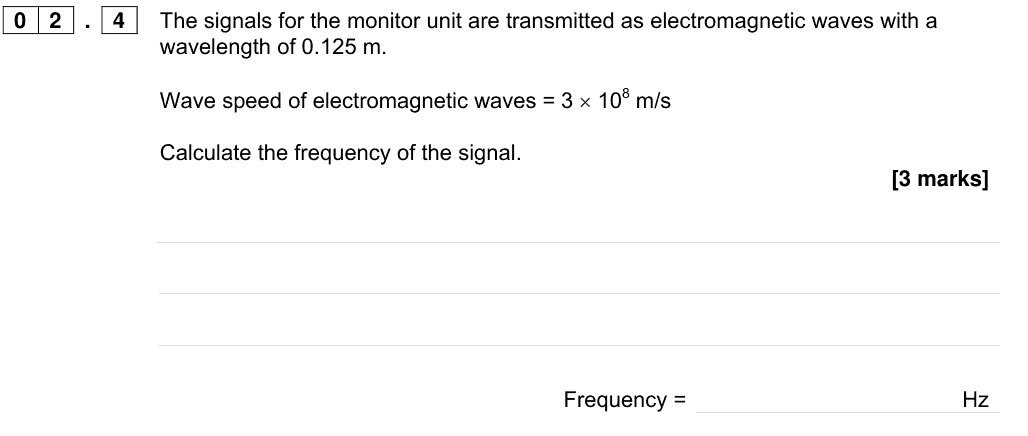 0 2 . 4 The signals for the monitor unit are transmitted as electromagnetic waves with a
wavelength of 0.125 m.
Wave speed of electromagnetic waves = 3 × 10⁸ m/s
Calculate the frequency of the signal.
[3 marks]
Frequency = Hz